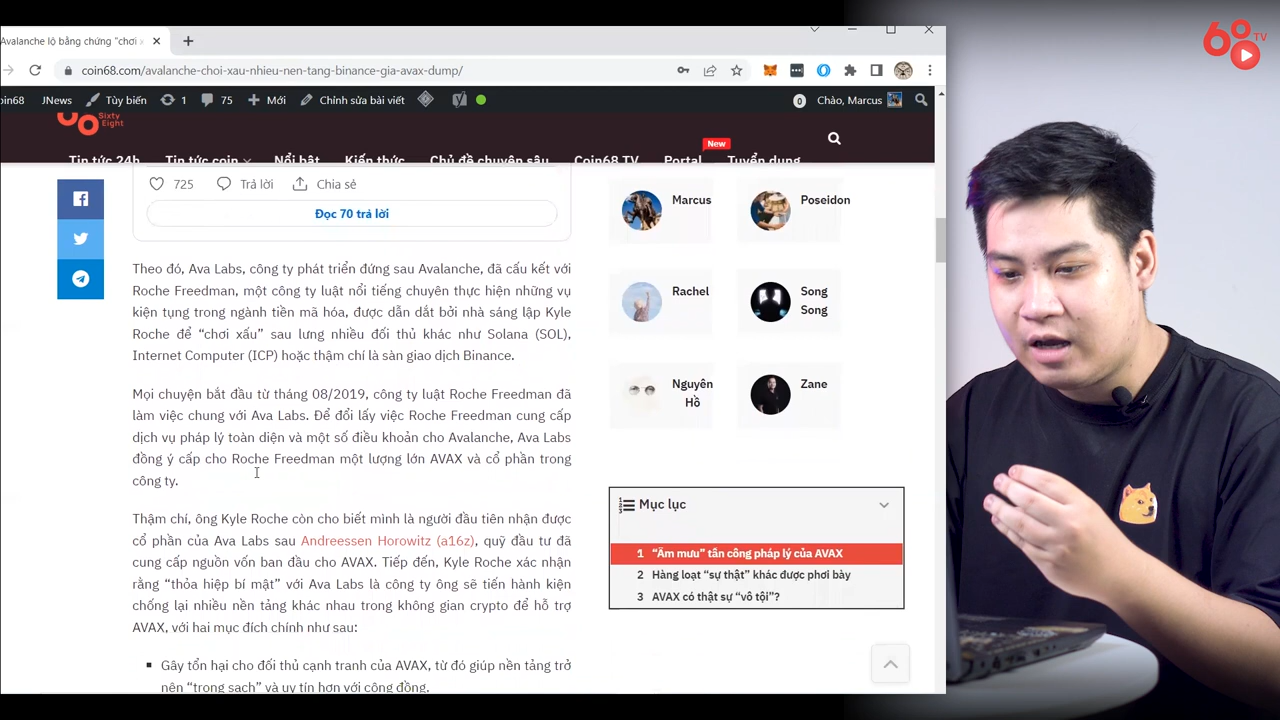 68 TV
Avalanche lộ bằng chứng "chơi x
coin68.com/avalanche-choi-xau-nhieu-nen-tang-binance-gia-avax-dump/
oin68 JNews Tùy biến 1 75 Mới Chỉnh sửa bài viết 0 Chào, Marcus
Sixty
Eight
New
Tin tức 24h Tin tức coin Nổi bật Kiến thức Chủ đề chuyên sâu Coin68 TV Portal Tuyển dụng
725 Trả lời Chia sẻ
Đọc 70 trả lời
Theo đó, Ava Labs, công ty phát triển đứng sau Avalanche, đã cấu kết với
Roche Freedman, một công ty luật nổi tiếng chuyên thực hiện những vụ
kiện tụng trong ngành tiền mã hóa, được dẫn dắt bởi nhà sáng lập Kyle
Roche để “chơi xấu” sau lưng nhiều đối thủ khác như Solana (SOL),
Internet Computer (ICP) hoặc thậm chí là sàn giao dịch Binance.
Mọi chuyện bắt đầu từ tháng 08/2019, công ty luật Roche Freedman đã
làm việc chung với Ava Labs. Để đổi lấy việc Roche Freedman cung cấp
dịch vụ pháp lý toàn diện và một số điều khoản cho Avalanche, Ava Labs
đồng ý cấp cho Roche Freedman một lượng lớn AVAX và cổ phần trong
công ty.
Thậm chí, ông Kyle Roche còn cho biết mình là người đầu tiên nhận được
cổ phần của Ava Labs sau Andreessen Horowitz (a16z), quỹ đầu tư đã
cung cấp nguồn vốn ban đầu cho AVAX. Tiếp đến, Kyle Roche xác nhận
rằng “thỏa hiệp bí mật” với Ava Labs là công ty ông sẽ tiến hành kiện
chống lại nhiều nền tảng khác nhau trong không gian crypto để hỗ trợ
AVAX, với hai mục đích chính như sau:
Gây tổn hại cho đối thủ cạnh tranh của AVAX, từ đó giúp nền tảng trở
nên “trong sạch” và uy tín hơn với cộng đồng.
Marcus Poseidon
Rachel Song
Song
Nguyên
Hồ
Zane
Mục lục
1 “Âm mưu” tấn công pháp lý của AVAX
2 Hàng loạt “sự thật” khác được phơi bày
3 AVAX có thật sự “vô tội”?